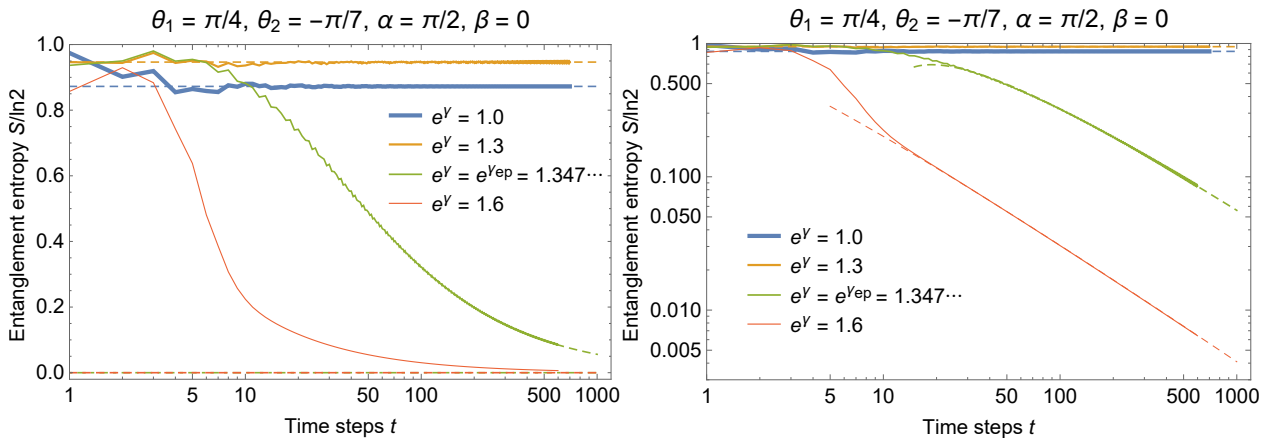 θ₁ = π/4, θ₂ = −π/7, α = π/2, β = 0
Entanglement entropy S/ln2
1.0
0.8
0.6
0.4
0.2
0.0
e^γ = 1.0
e^γ = 1.3
e^γ = e^γep = 1.347⋯
e^γ = 1.6
1 5 10 50 100 500 1000
Time steps t
θ₁ = π/4, θ₂ = −π/7, α = π/2, β = 0
Entanglement entropy S/ln2
1
0.500
0.100
0.050
0.010
0.005
e^γ = 1.0
e^γ = 1.3
e^γ = e^γep = 1.347⋯
e^γ = 1.6
1 5 10 50 100 500 1000
Time steps t